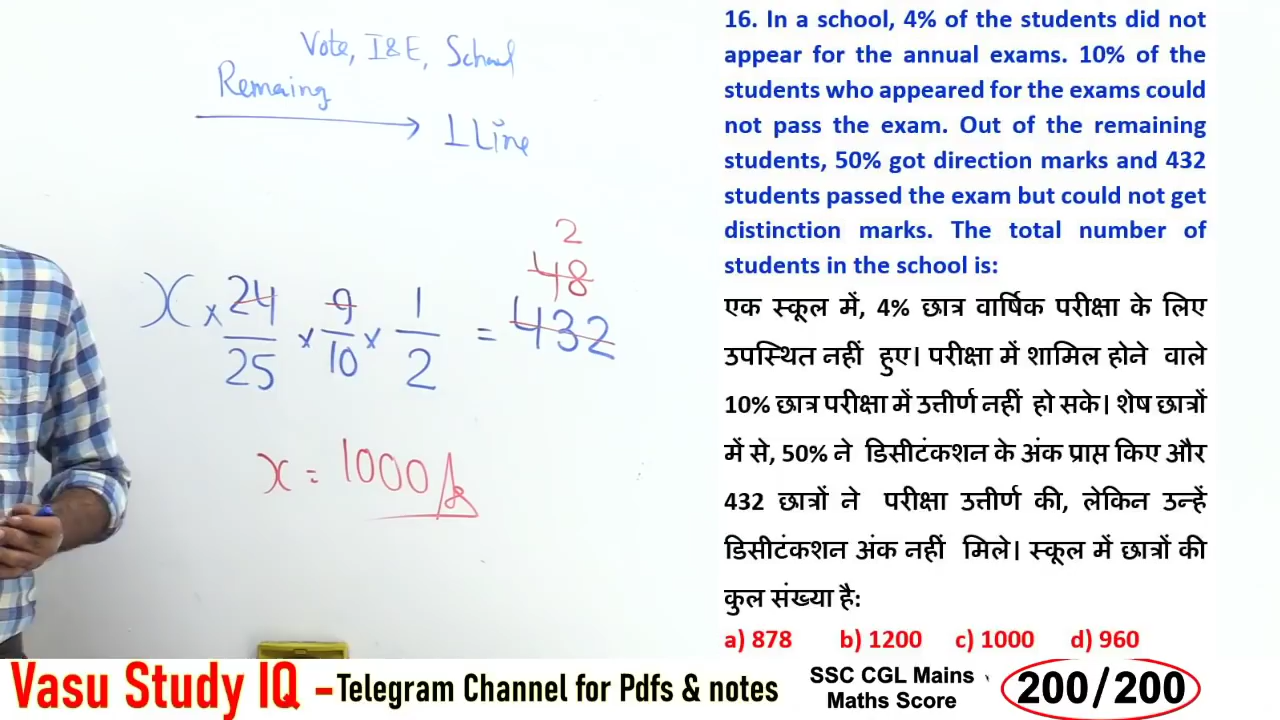 Vote, I&E, School
Remaing
1 Line
2
48
x × 24/25 × 9/10 × 1/2 = 432
x = 1000
16. In a school, 4% of the students did not
appear for the annual exams. 10% of the
students who appeared for the exams could
not pass the exam. Out of the remaining
students, 50% got direction marks and 432
students passed the exam but could not get
distinction marks. The total number of
students in the school is:
एक स्कूल में, 4% छात्र वार्षिक परीक्षा के लिए
उपस्थित नहीं हुए। परीक्षा में शामिल होने वाले
10% छात्र परीक्षा में उत्तीर्ण नहीं हो सके। शेष छात्रों
में से, 50% ने डिसीटंकशन के अंक प्राप्त किए और
432 छात्रों ने परीक्षा उत्तीर्ण की, लेकिन उन्हें
डिसीटंकशन अंक नहीं मिले। स्कूल में छात्रों की
कुल संख्या है:
a) 878 b) 1200 c) 1000 d) 960
Vasu Study IQ - Telegram Channel for Pdfs & notes
SSC CGL Mains
Maths Score
200/200